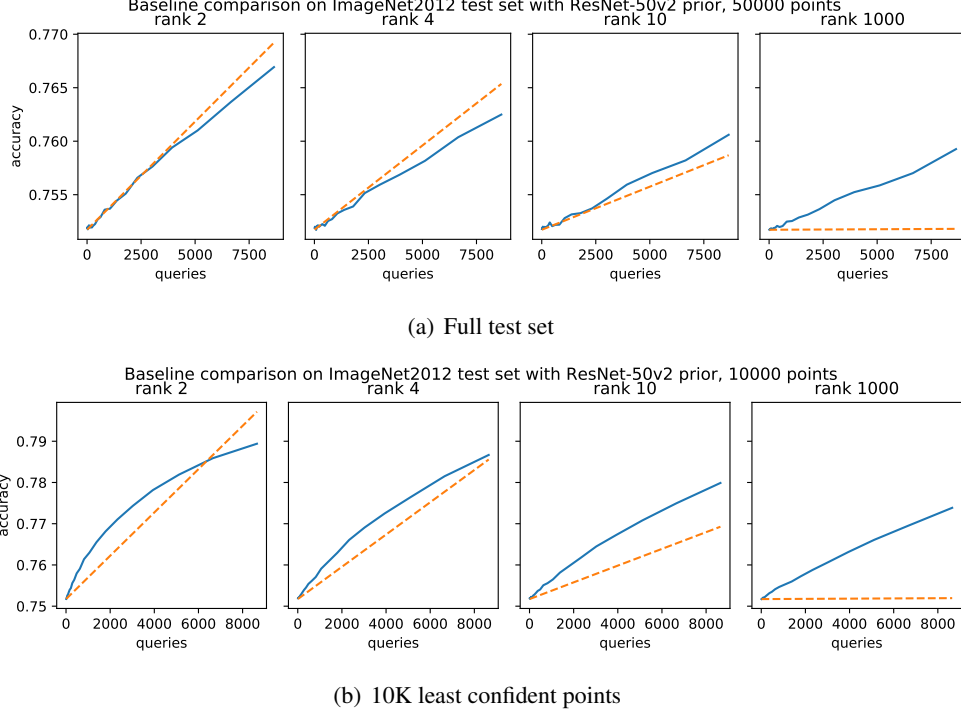 Baseline comparison on ImageNet2012 test set with ResNet-50v2 prior, 50000 points
rank 2 rank 4 rank 10 rank 1000
0.770
0.765
0.760
0.755
accuracy
0 2500 5000 7500 0 2500 5000 7500 0 2500 5000 7500 0 2500 5000 7500
queries queries queries queries
(a) Full test set
Baseline comparison on ImageNet2012 test set with ResNet-50v2 prior, 10000 points
rank 2 rank 4 rank 10 rank 1000
0.79
0.78
0.77
0.76
0.75
accuracy
0 2000 4000 6000 8000 0 2000 4000 6000 8000 0 2000 4000 6000 8000 0 2000 4000 6000 8000
queries queries queries queries
(b) 10K least confident points